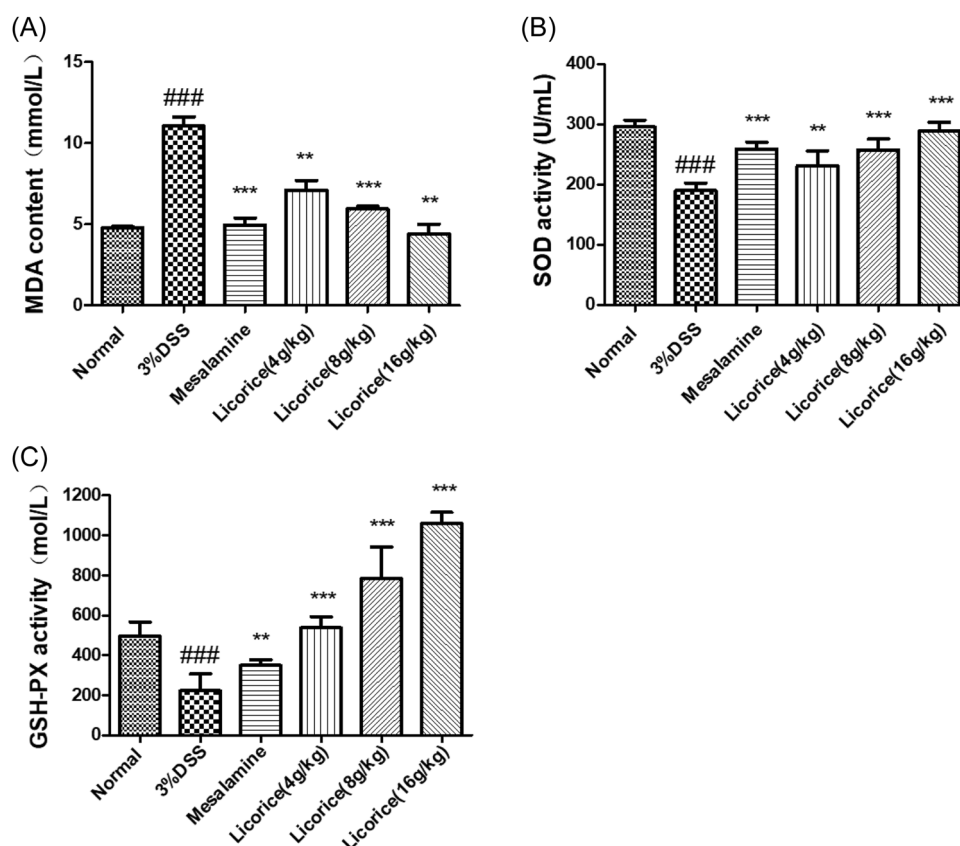 (A)
MDA content（mmol/L）
15
10
5
0
###
***
**
***
**
Normal
3%DSS
Mesalamine
Licorice(4g/kg)
Licorice(8g/kg)
Licorice(16g/kg)
(B)
SOD activity (U/mL)
400
300
200
100
0
###
***
**
***
***
Normal
3%DSS
Mesalamine
Licorice(4g/kg)
Licorice(8g/kg)
Licorice(16g/kg)
(C)
GSH-PX activity（mol/L）
1200
1000
800
600
400
200
0
###
**
***
***
***
Normal
3%DSS
Mesalamine
Licorice(4g/kg)
Licorice(8g/kg)
Licorice(16g/kg)